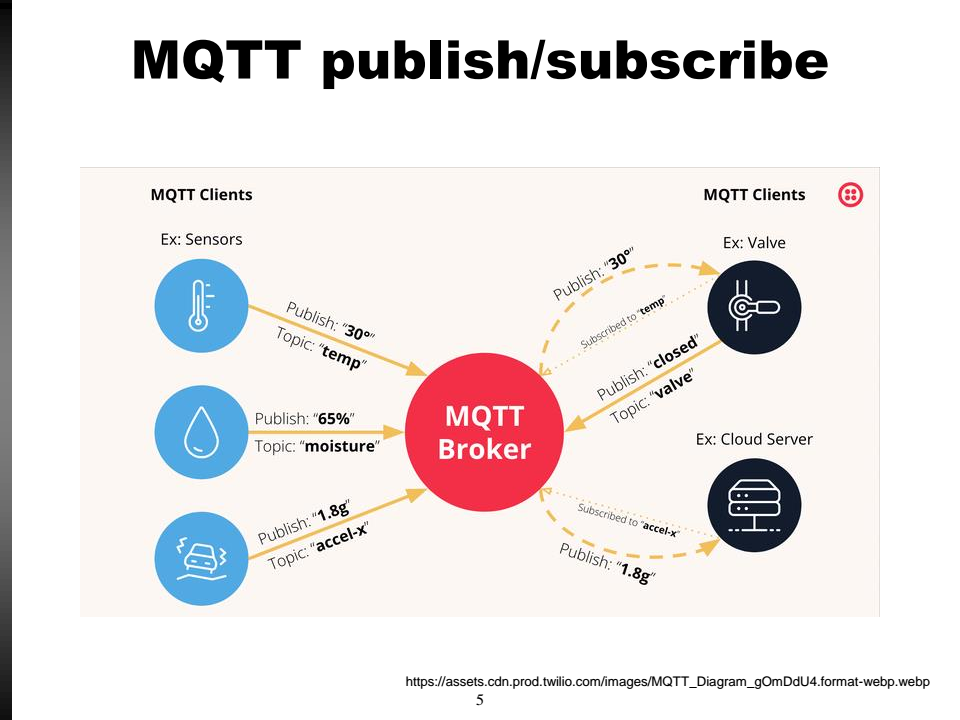 MQTT publish/subscribe
MQTT Clients
Ex: Sensors
Publish: “30°”
Topic: “temp”
Publish: “65%”
Topic: “moisture”
Publish: “1.8g”
Topic: “accel-x”
MQTT
Broker
MQTT Clients
Ex: Valve
Publish: “30°”
Subscribed to “temp”
Publish: “closed”
Topic: “valve”
Ex: Cloud Server
Subscribed to “accel-x”
Publish: “1.8g”
https://assets.cdn.prod.twilio.com/images/MQTT_Diagram_gOmDdU4.format-webp.webp
5